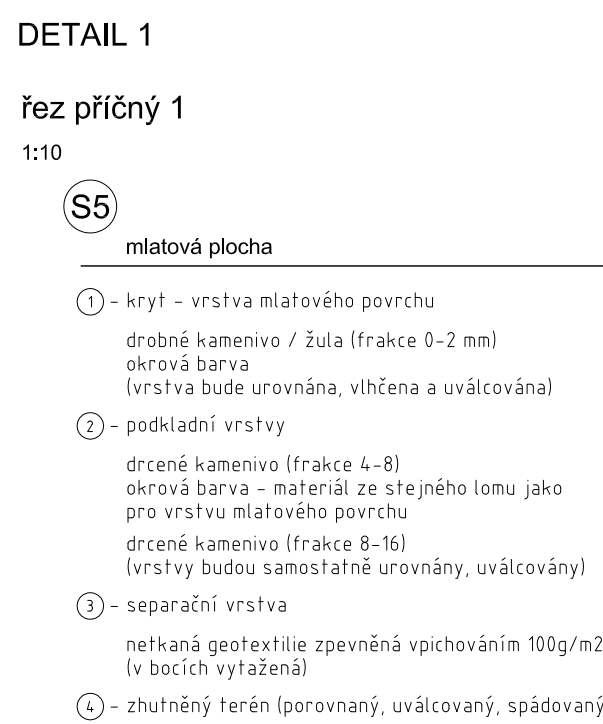 DETAIL 1
řez příčný 1
1:10
S5
mlatová plocha
1 - kryt - vrstva mlatového povrchu
drobné kamenivo / žula (frakce 0-2 mm)
okrová barva
(vrstva bude urovnána, vlhčena a uválcována)
2 - podkladní vrstvy
drcené kamenivo (frakce 4-8)
okrová barva - materiál ze stejného lomu jako
pro vrstvu mlatového povrchu
drcené kamenivo (frakce 8-16)
(vrstvy budou samostatně urovnány, uválcovány)
3 - separační vrstva
netkaná geotextilie zpevněná vpichováním 100g/m2
(v bocích vytažená)
4 - zhutněný terén (porovnaný, uválcovaný, spádovaný